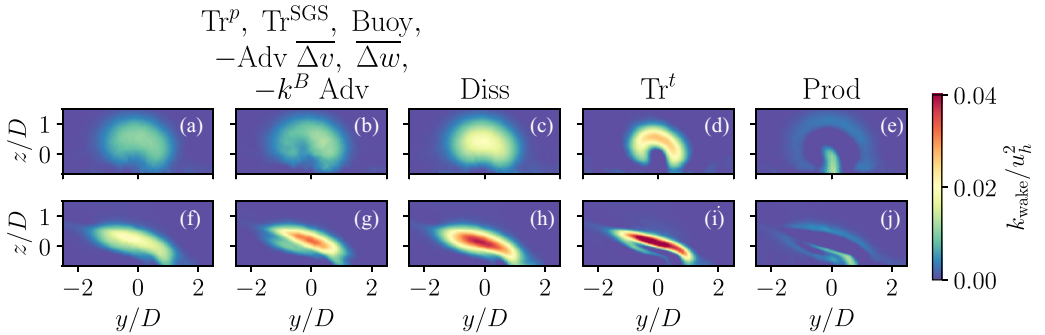 Tr^p, Tr^SGS, Buoy,
−Adv \overline{Δv}, \overline{Δw},
−k^B Adv Diss Tr^t Prod
z/D 1 0 (a) (b) (c) (d) (e)
z/D 1 0 (f) (g) (h) (i) (j)
−2 0 2 −2 0 2 −2 0 2 −2 0 2 −2 0 2
y/D y/D y/D y/D y/D
0.04
0.02
0.00
k_wake/u_h^2